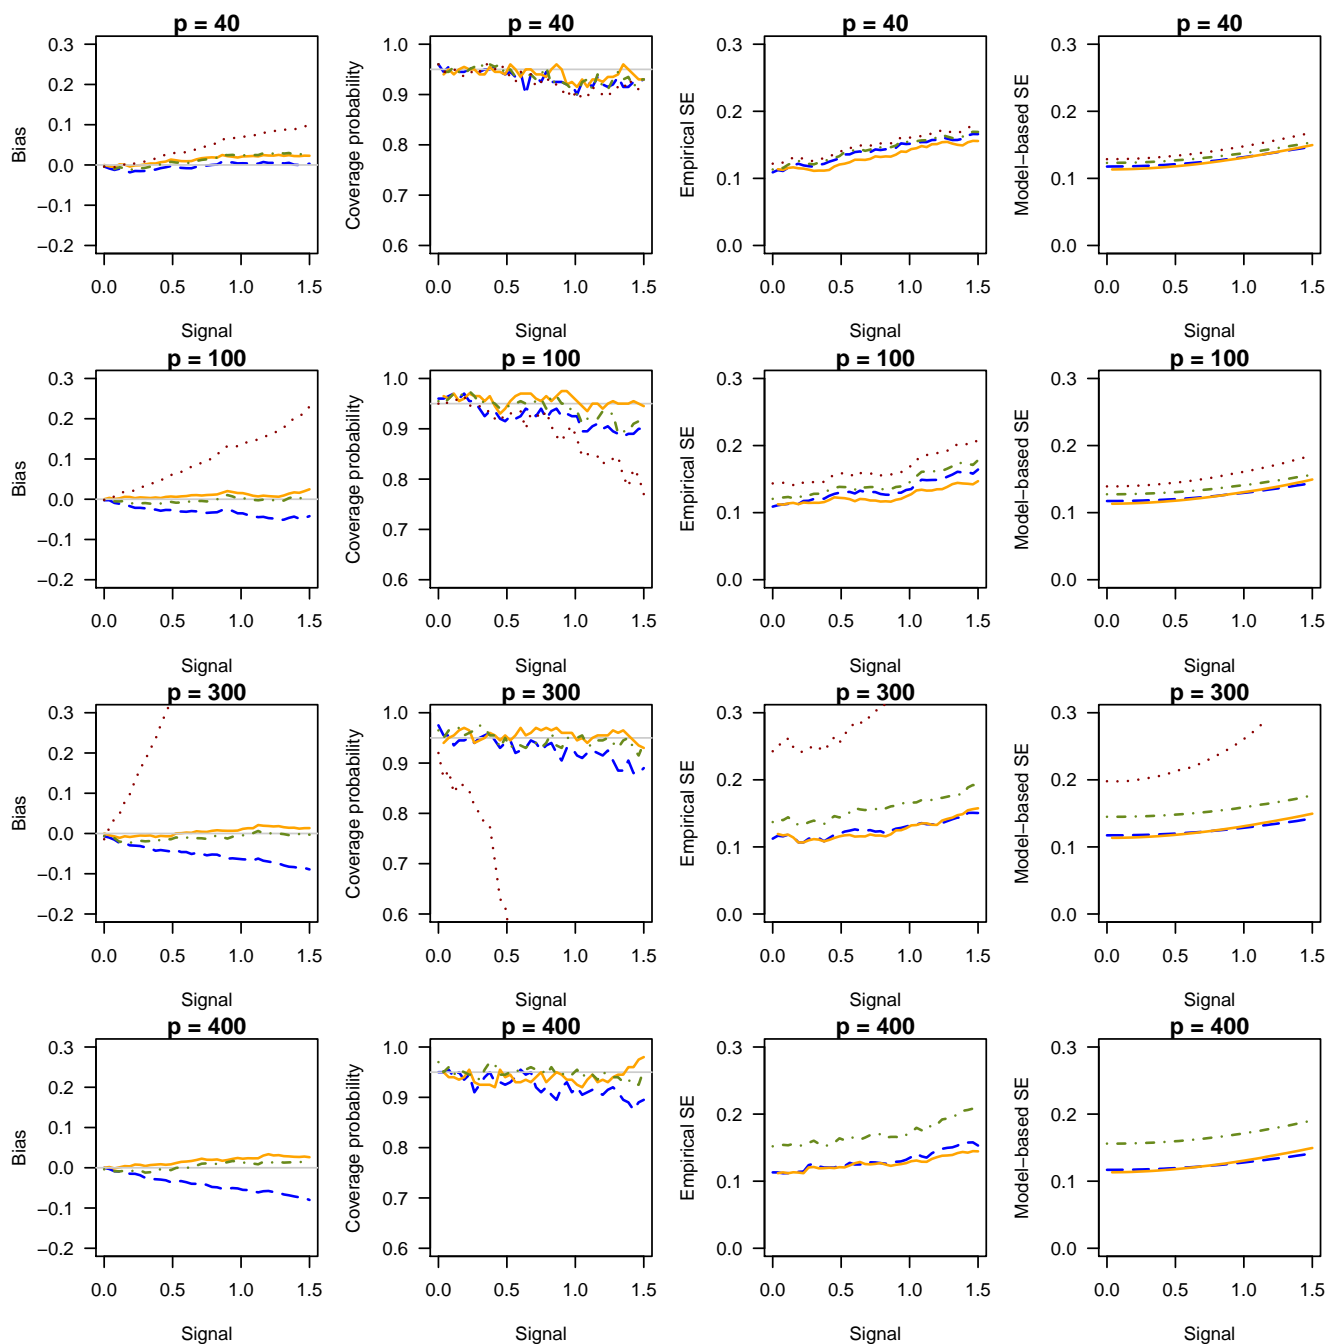 p = 40
p = 40
p = 40
p = 40
Bias
0.3
0.2
0.1
0.0
−0.1
−0.2
0.0 0.5 1.0 1.5
Signal
Coverage probability
1.0
0.9
0.8
0.7
0.6
0.0 0.5 1.0 1.5
Signal
Empirical SE
0.3
0.2
0.1
0.0
0.0 0.5 1.0 1.5
Signal
Model−based SE
0.3
0.2
0.1
0.0
0.0 0.5 1.0 1.5
Signal
p = 100
p = 100
p = 100
p = 100
Bias
0.3
0.2
0.1
0.0
−0.1
−0.2
0.0 0.5 1.0 1.5
Signal
Coverage probability
1.0
0.9
0.8
0.7
0.6
0.0 0.5 1.0 1.5
Signal
Empirical SE
0.3
0.2
0.1
0.0
0.0 0.5 1.0 1.5
Signal
Model−based SE
0.3
0.2
0.1
0.0
0.0 0.5 1.0 1.5
Signal
p = 300
p = 300
p = 300
p = 300
Bias
0.3
0.2
0.1
0.0
−0.1
−0.2
0.0 0.5 1.0 1.5
Signal
Coverage probability
1.0
0.9
0.8
0.7
0.6
0.0 0.5 1.0 1.5
Signal
Empirical SE
0.3
0.2
0.1
0.0
0.0 0.5 1.0 1.5
Signal
Model−based SE
0.3
0.2
0.1
0.0
0.0 0.5 1.0 1.5
Signal
p = 400
p = 400
p = 400
p = 400
Bias
0.3
0.2
0.1
0.0
−0.1
−0.2
0.0 0.5 1.0 1.5
Signal
Coverage probability
1.0
0.9
0.8
0.7
0.6
0.0 0.5 1.0 1.5
Signal
Empirical SE
0.3
0.2
0.1
0.0
0.0 0.5 1.0 1.5
Signal
Model−based SE
0.3
0.2
0.1
0.0
0.0 0.5 1.0 1.5
Signal